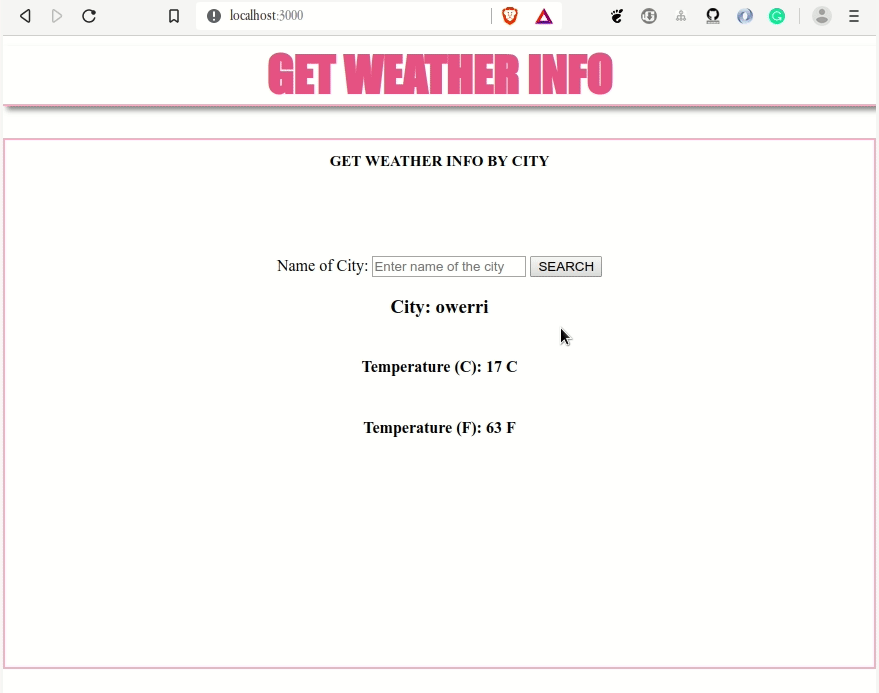 localhost:3000
GET WEATHER INFO
GET WEATHER INFO BY CITY
Name of City: Enter name of the city SEARCH
City: owerri
Temperature (C): 17 C
Temperature (F): 63 F